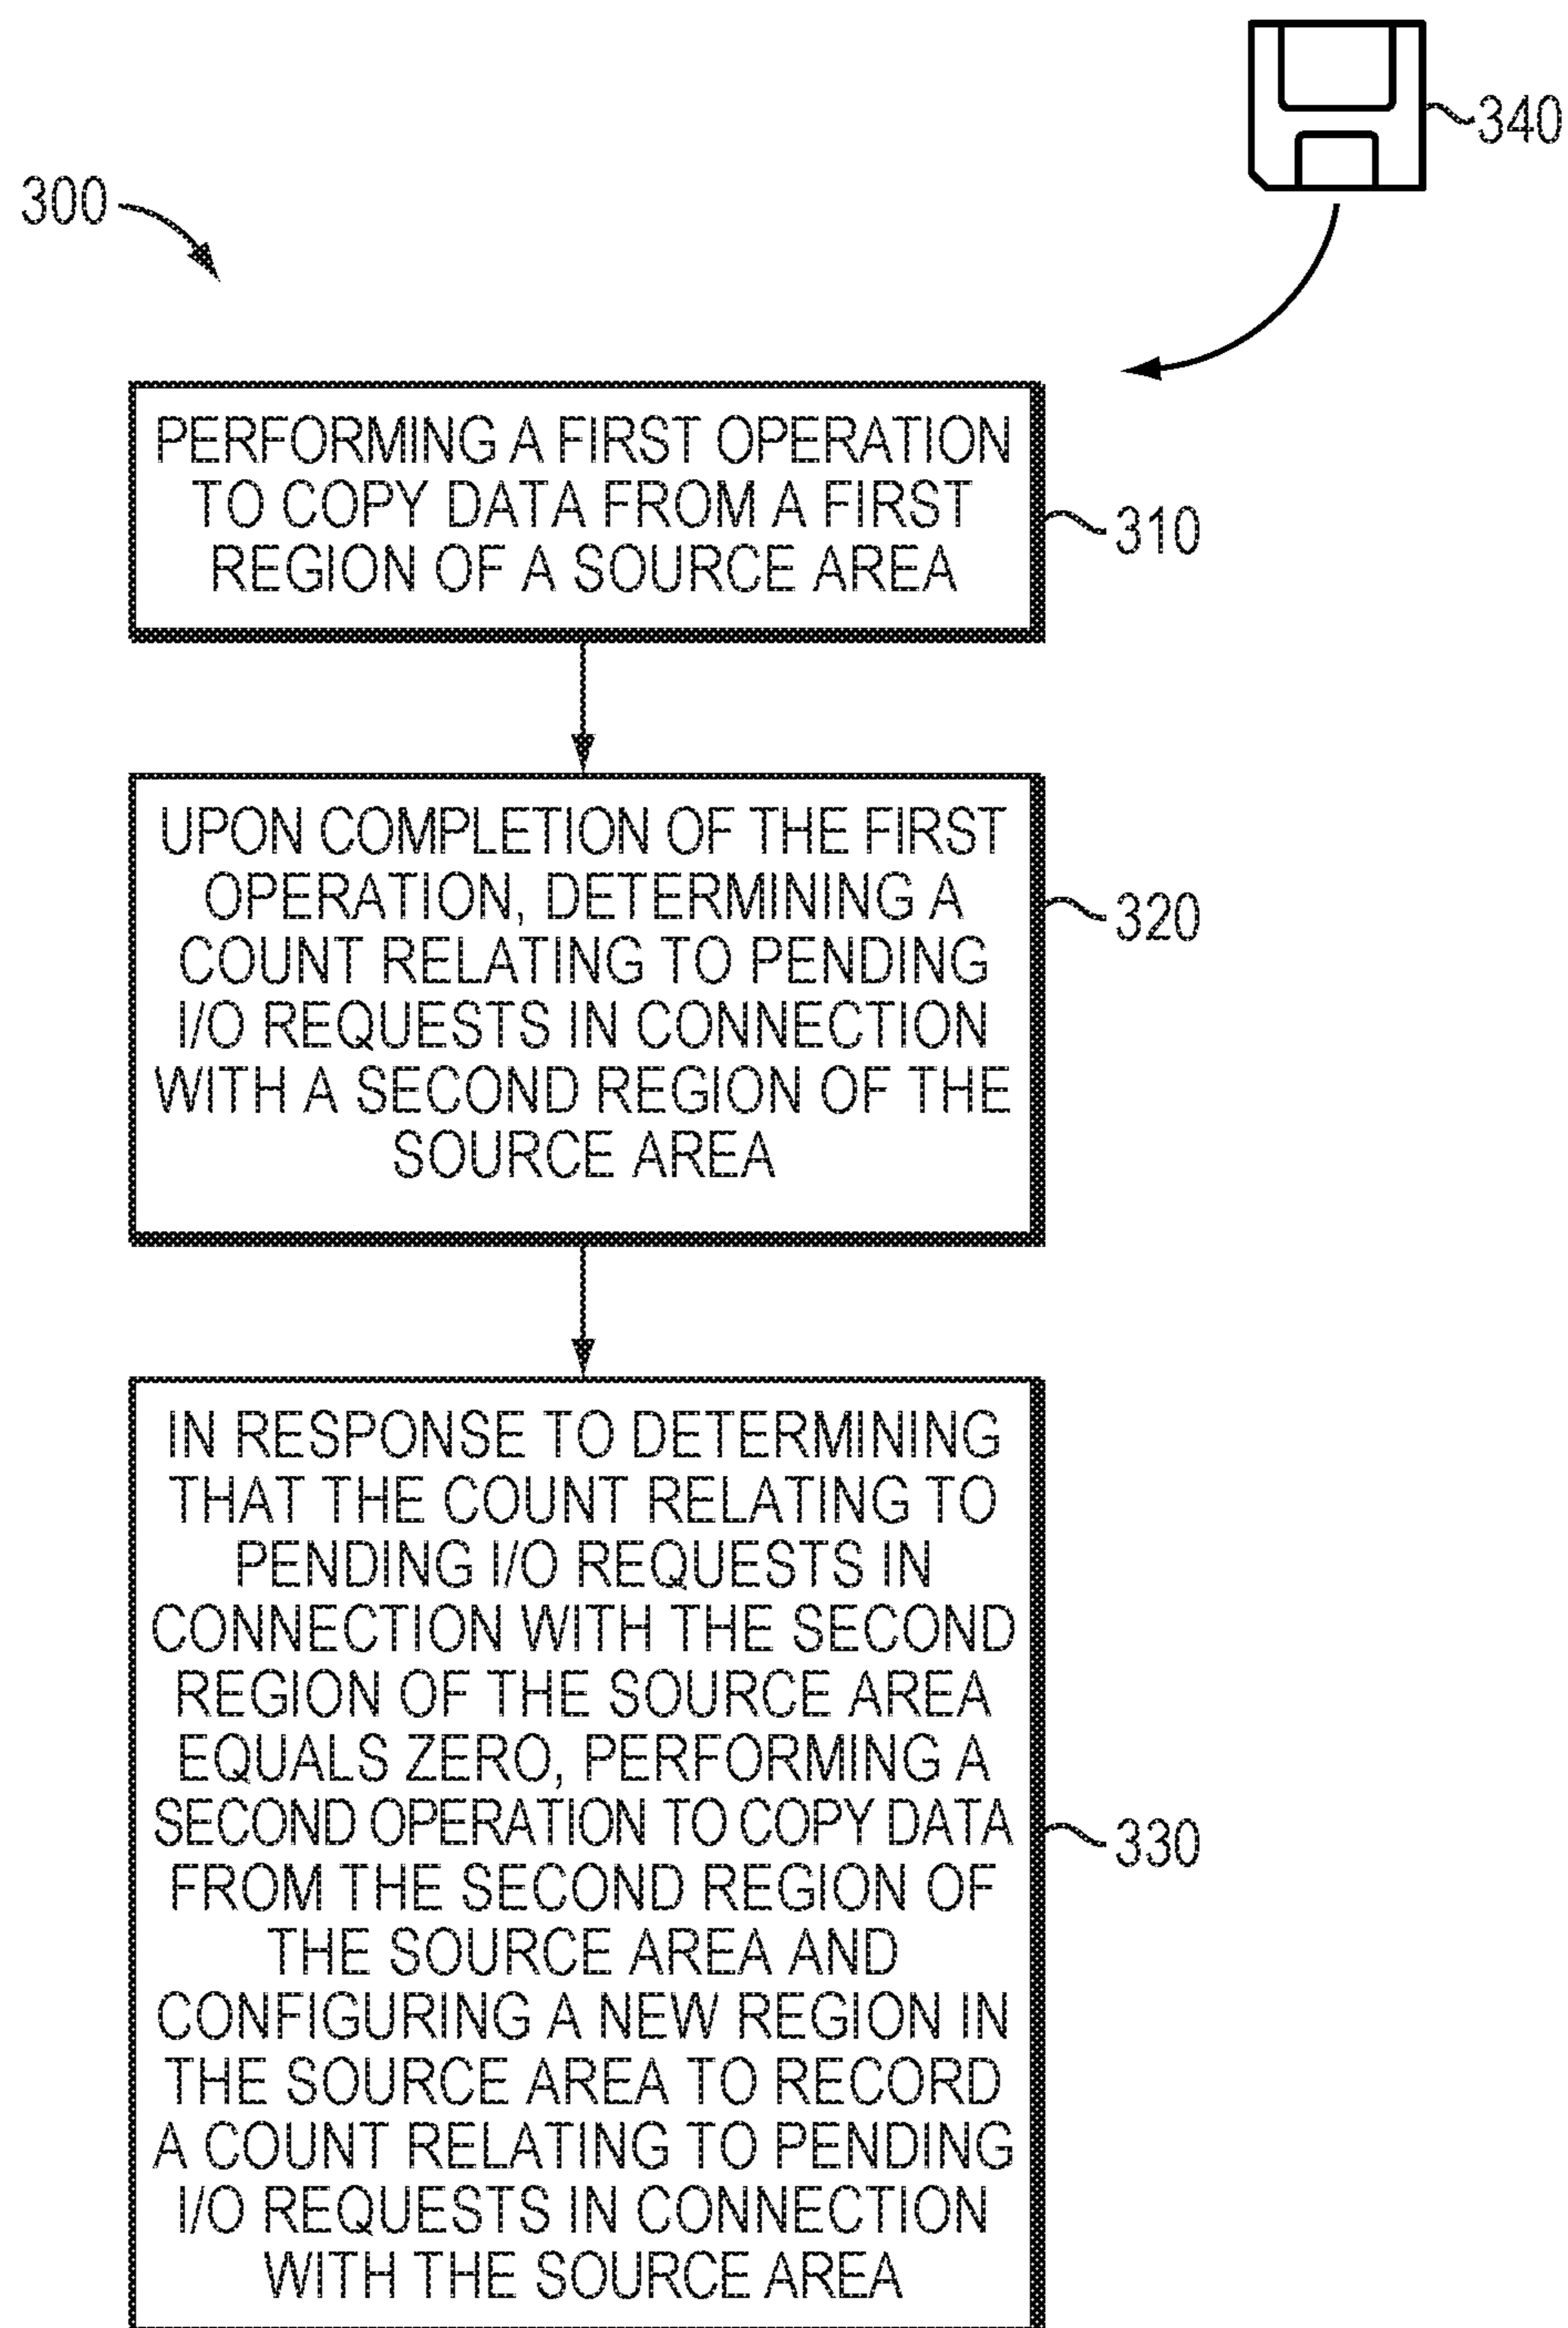 340
300
PERFORMING A FIRST OPERATION
TO COPY DATA FROM A FIRST
REGION OF A SOURCE AREA
310
UPON COMPLETION OF THE FIRST
OPERATION, DETERMINING A
COUNT RELATING TO PENDING
I/O REQUESTS IN CONNECTION
WITH A SECOND REGION OF THE
SOURCE AREA
320
IN RESPONSE TO DETERMINING
THAT THE COUNT RELATING TO
PENDING I/O REQUESTS IN
CONNECTION WITH THE SECOND
REGION OF THE SOURCE AREA
EQUALS ZERO, PERFORMING A
SECOND OPERATION TO COPY DATA
FROM THE SECOND REGION OF
THE SOURCE AREA AND
CONFIGURING A NEW REGION IN
THE SOURCE AREA TO RECORD
A COUNT RELATING TO PENDING
I/O REQUESTS IN CONNECTION
WITH THE SOURCE AREA
330